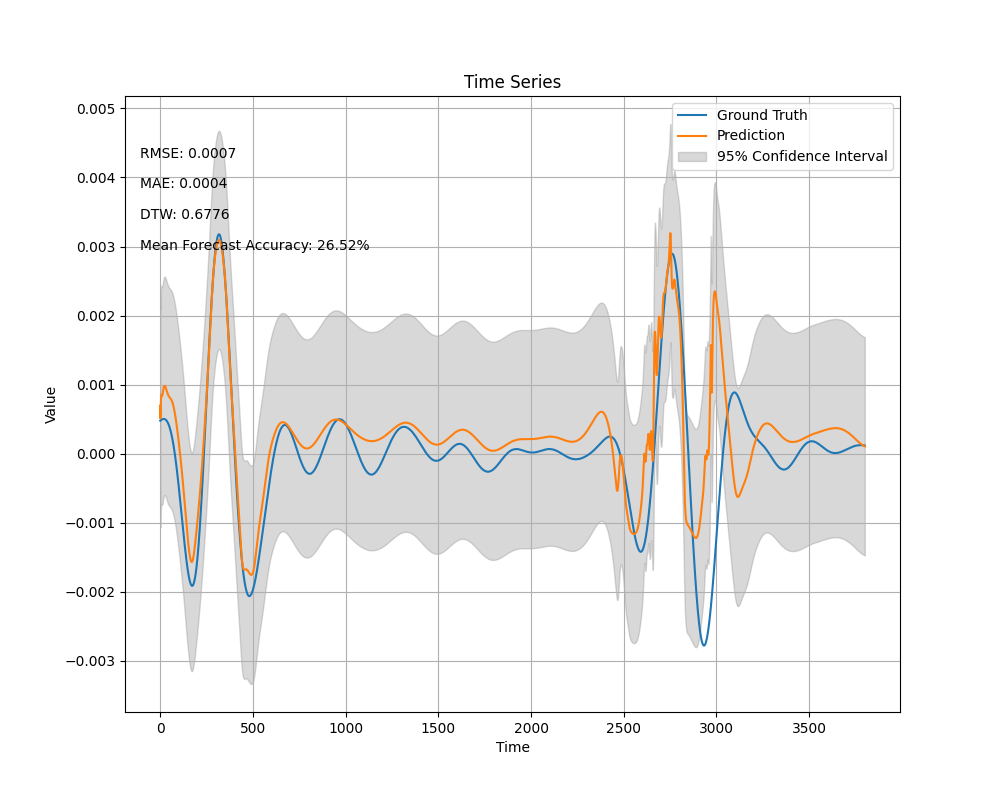 Time Series
0.005
0.004
0.003
0.002
0.001
0.000
−0.001
−0.002
−0.003
Value
RMSE: 0.0007
MAE: 0.0004
DTW: 0.6776
Mean Forecast Accuracy: 26.52%
Ground Truth
Prediction
95% Confidence Interval
0 500 1000 1500 2000 2500 3000 3500
Time